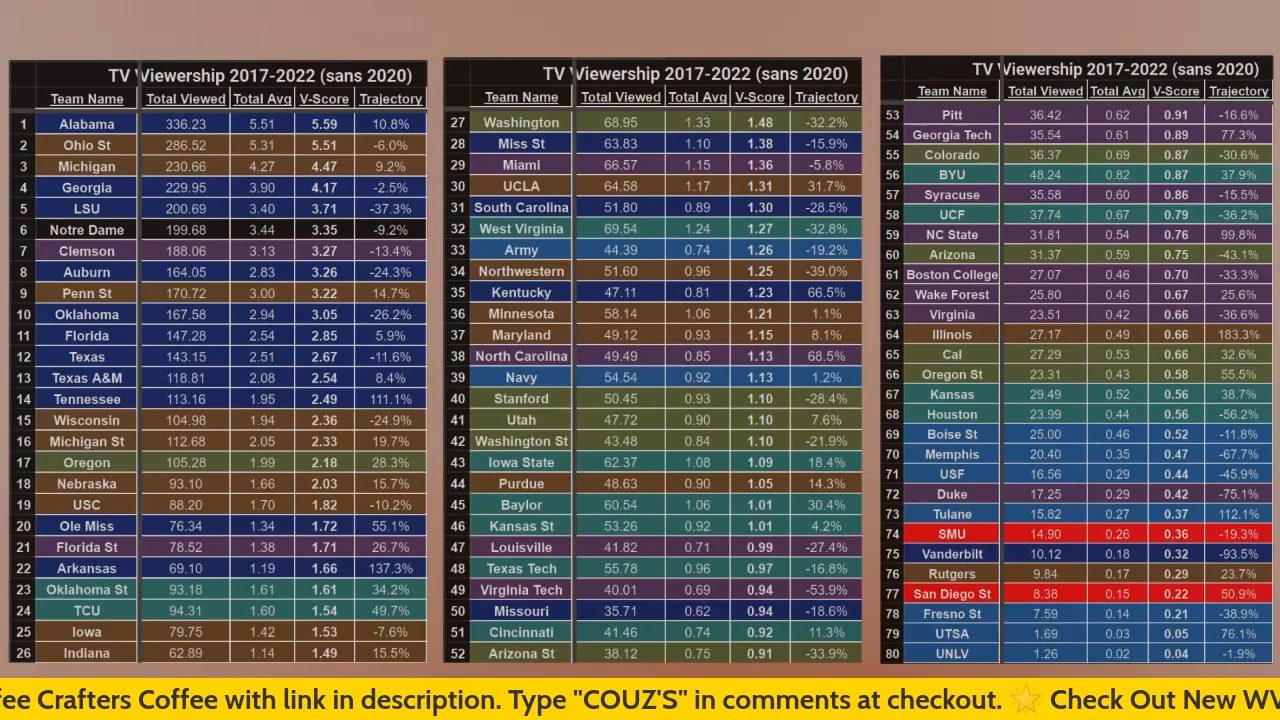 TV Viewership 2017-2022 (sans 2020)
Team Name Total Viewed Total Avg V-Score Trajectory
1 Alabama 336.23 5.51 5.59 10.8%
2 Ohio St 286.52 5.31 5.51 -6.0%
3 Michigan 230.66 4.27 4.47 9.2%
4 Georgia 229.95 3.90 4.17 -2.5%
5 LSU 200.69 3.40 3.71 -37.3%
6 Notre Dame 199.68 3.44 3.35 -9.2%
7 Clemson 188.06 3.13 3.27 -13.4%
8 Auburn 164.05 2.83 3.26 -24.3%
9 Penn St 170.72 3.00 3.22 14.7%
10 Oklahoma 167.58 2.94 3.05 -26.2%
11 Florida 147.28 2.54 2.85 5.9%
12 Texas 143.15 2.51 2.67 -11.6%
13 Texas A&M 118.81 2.08 2.54 8.4%
14 Tennessee 113.16 1.95 2.49 111.1%
15 Wisconsin 104.98 1.94 2.36 -24.9%
16 Michigan St 112.68 2.05 2.33 19.7%
17 Oregon 105.28 1.99 2.18 28.3%
18 Nebraska 93.10 1.66 2.03 15.7%
19 USC 88.20 1.70 1.82 -10.2%
20 Ole Miss 76.34 1.34 1.72 55.1%
21 Florida St 78.52 1.38 1.71 26.7%
22 Arkansas 69.10 1.19 1.66 137.3%
23 Oklahoma St 93.18 1.61 1.61 34.2%
24 TCU 94.31 1.60 1.54 49.7%
25 Iowa 79.75 1.42 1.53 -7.6%
26 Indiana 62.89 1.14 1.49 15.5%
TV Viewership 2017-2022 (sans 2020)
Team Name Total Viewed Total Avg V-Score Trajectory
27 Washington 68.95 1.33 1.48 -32.2%
28 Miss St 63.83 1.10 1.38 -15.9%
29 Miami 66.57 1.15 1.36 -5.8%
30 UCLA 64.58 1.17 1.31 31.7%
31 South Carolina 51.80 0.89 1.30 -28.5%
32 West Virginia 69.54 1.24 1.27 -32.8%
33 Army 44.39 0.74 1.26 -19.2%
34 Northwestern 51.60 0.96 1.25 -39.0%
35 Kentucky 47.11 0.81 1.23 66.5%
36 Minnesota 58.14 1.06 1.21 1.1%
37 Maryland 49.12 0.93 1.15 8.1%
38 North Carolina 49.49 0.85 1.13 68.5%
39 Navy 54.54 0.92 1.13 1.2%
40 Stanford 50.45 0.93 1.10 -28.4%
41 Utah 47.72 0.90 1.10 7.6%
42 Washington St 43.48 0.84 1.10 -21.9%
43 Iowa State 62.37 1.08 1.09 18.4%
44 Purdue 48.63 0.90 1.05 14.3%
45 Baylor 60.54 1.06 1.01 30.4%
46 Kansas St 53.26 0.92 1.01 4.2%
47 Louisville 41.82 0.71 0.99 -27.4%
48 Texas Tech 55.78 0.96 0.97 -16.8%
49 Virginia Tech 40.01 0.69 0.94 -53.9%
50 Missouri 35.71 0.62 0.94 -18.6%
51 Cincinnati 41.46 0.74 0.92 11.3%
52 Arizona St 38.12 0.75 0.91 -33.9%
TV Viewership 2017-2022 (sans 2020)
Team Name Total Viewed Total Avg V-Score Trajectory
53 Pitt 36.42 0.62 0.91 -16.6%
54 Georgia Tech 35.54 0.61 0.89 77.3%
55 Colorado 36.37 0.69 0.87 -30.6%
56 BYU 48.24 0.82 0.87 37.9%
57 Syracuse 35.58 0.60 0.86 -15.5%
58 UCF 37.74 0.67 0.79 -36.2%
59 NC State 31.81 0.54 0.76 99.8%
60 Arizona 31.37 0.59 0.75 -43.1%
61 Boston College 27.07 0.46 0.70 -33.3%
62 Wake Forest 25.80 0.46 0.67 25.6%
63 Virginia 23.51 0.42 0.66 -36.6%
64 Illinois 27.17 0.49 0.66 183.3%
65 Cal 27.29 0.53 0.66 32.6%
66 Oregon St 23.31 0.43 0.58 55.5%
67 Kansas 29.49 0.52 0.56 38.7%
68 Houston 23.99 0.44 0.56 -56.2%
69 Boise St 25.00 0.46 0.52 -11.8%
70 Memphis 20.40 0.35 0.47 -67.7%
71 USF 16.56 0.29 0.44 -45.9%
72 Duke 17.25 0.29 0.42 -75.1%
73 Tulane 15.82 0.27 0.37 112.1%
74 SMU 14.90 0.26 0.36 -19.3%
75 Vanderbilt 10.12 0.18 0.32 -93.5%
76 Rutgers 9.84 0.17 0.29 23.7%
77 San Diego St 8.38 0.15 0.22 50.9%
78 Fresno St 7.59 0.14 0.21 -38.9%
79 UTSA 1.69 0.03 0.05 76.1%
80 UNLV 1.26 0.02 0.04 -1.9%
fee Crafters Coffee with link in description. Type "COUZ'S" in comments at checkout. ⭐ Check Out New WV